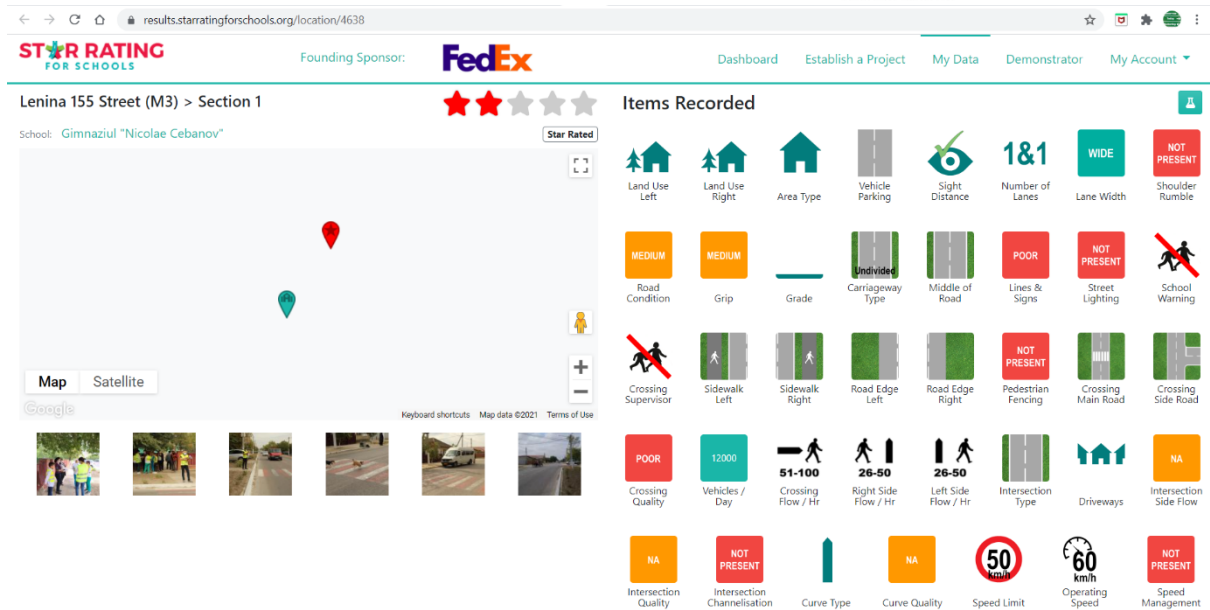 results.starratingforschools.org/location/4638
STAR RATING
FOR SCHOOLS
Founding Sponsor:
FedEx
Dashboard
Establish a Project
My Data
Demonstrator
My Account
Lenina 155 Street (M3) > Section 1
School: Gimnaziul "Nicolae Cebanov"
Star Rated
Map
Satellite
Google
Keyboard shortcuts
Map data ©2021
Terms of Use
Items Recorded
Land Use
Left
Land Use
Right
Area Type
Vehicle
Parking
Sight
Distance
1&1
Number of
Lanes
WIDE
Lane Width
NOT
PRESENT
Shoulder
Rumble
MEDIUM
Road
Condition
MEDIUM
Grip
Grade
Undivided
Carriageway
Type
Middle of
Road
POOR
Lines &
Signs
NOT
PRESENT
Street
Lighting
School
Warning
Crossing
Supervisor
Sidewalk
Left
Sidewalk
Right
Road Edge
Left
Road Edge
Right
NOT
PRESENT
Pedestrian
Fencing
Crossing
Main Road
Crossing
Side Road
POOR
Crossing
Quality
12000
Vehicles /
Day
51-100
Crossing
Flow / Hr
26-50
Right Side
Flow / Hr
26-50
Left Side
Flow / Hr
Intersection
Type
Driveways
NA
Intersection
Side Flow
NA
Intersection
Quality
NOT
PRESENT
Intersection
Channelisation
Curve Type
NA
Curve Quality
50
km/h
Speed Limit
60
km/h
Operating
Speed
NOT
PRESENT
Speed
Management